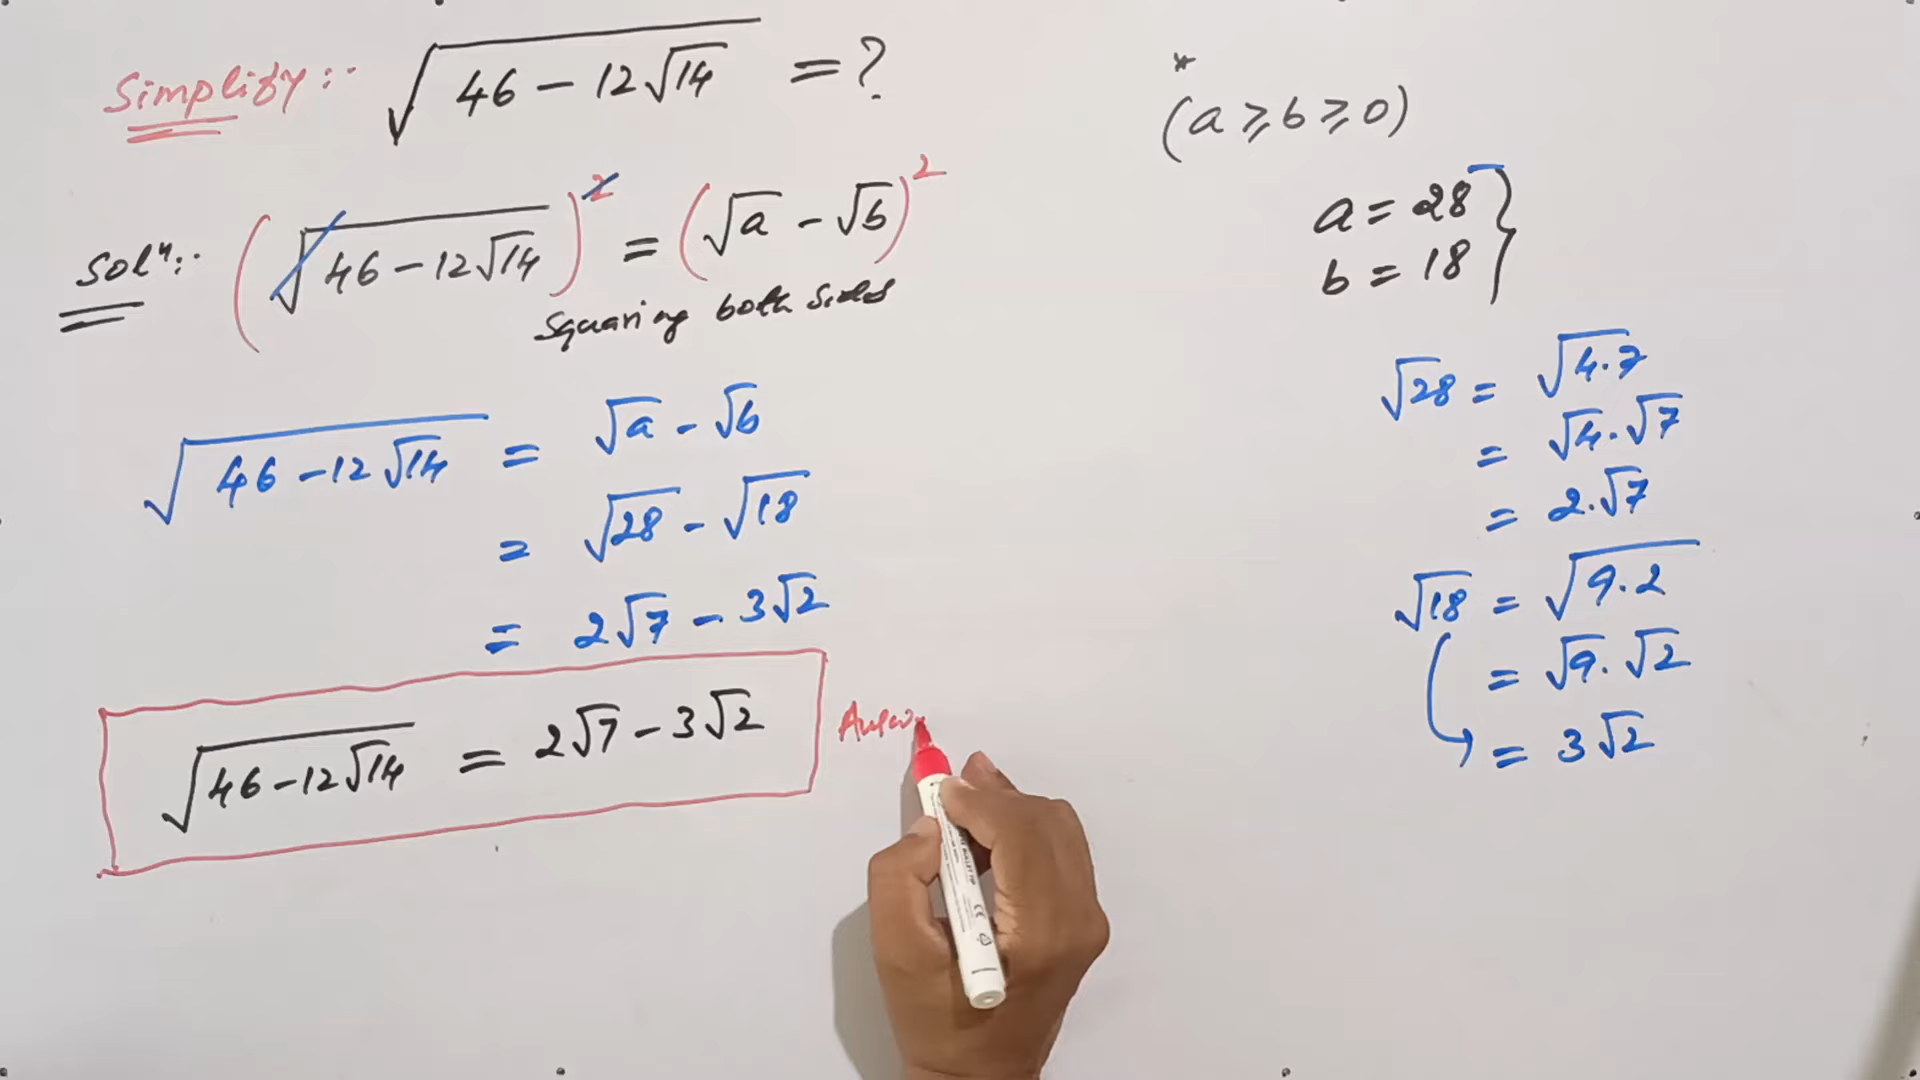 Simplify:- √(46 - 12√14) = ?
Solⁿ:- (√(46 - 12√14))² = (√a - √b)²
Squaring both sides
√(46 - 12√14) = √a - √b
= √28 - √18
= 2√7 - 3√2
√(46 - 12√14) = 2√7 - 3√2
Answ
*
(a ≥ b ≥ 0)
a = 28
b = 18
√28 = √(4.7)
= √4.√7
= 2.√7
√18 = √(9.2)
= √9.√2
= 3√2